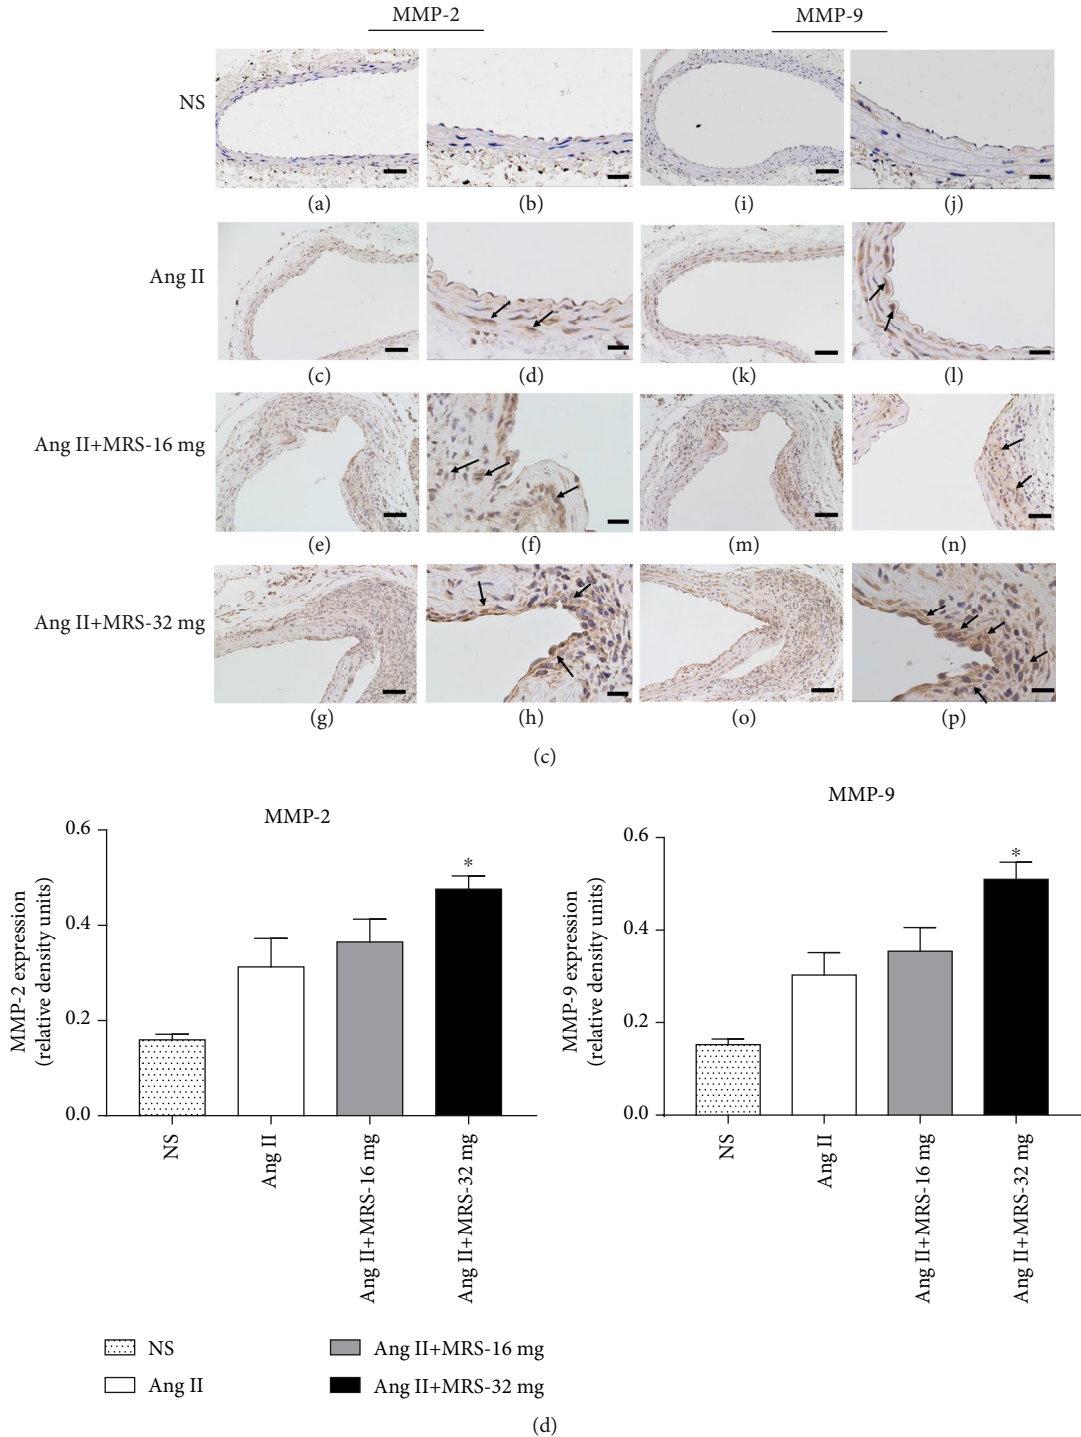 MMP-2 MMP-9
NS
(a) (b) (i) (j)
Ang II
(c) (d) (k) (l)
Ang II+MRS-16 mg
(e) (f) (m) (n)
Ang II+MRS-32 mg
(g) (h) (o) (p)
(c)
MMP-2
MMP-2 expression
(relative density units)
0.6
0.4
0.2
0.0
*
NS
Ang II
Ang II+MRS-16 mg
Ang II+MRS-32 mg
MMP-9
MMP-9 expression
(relative density units)
0.6
0.4
0.2
0.0
*
NS
Ang II
Ang II+MRS-16 mg
Ang II+MRS-32 mg
NS
Ang II+MRS-16 mg
Ang II
Ang II+MRS-32 mg
(d)